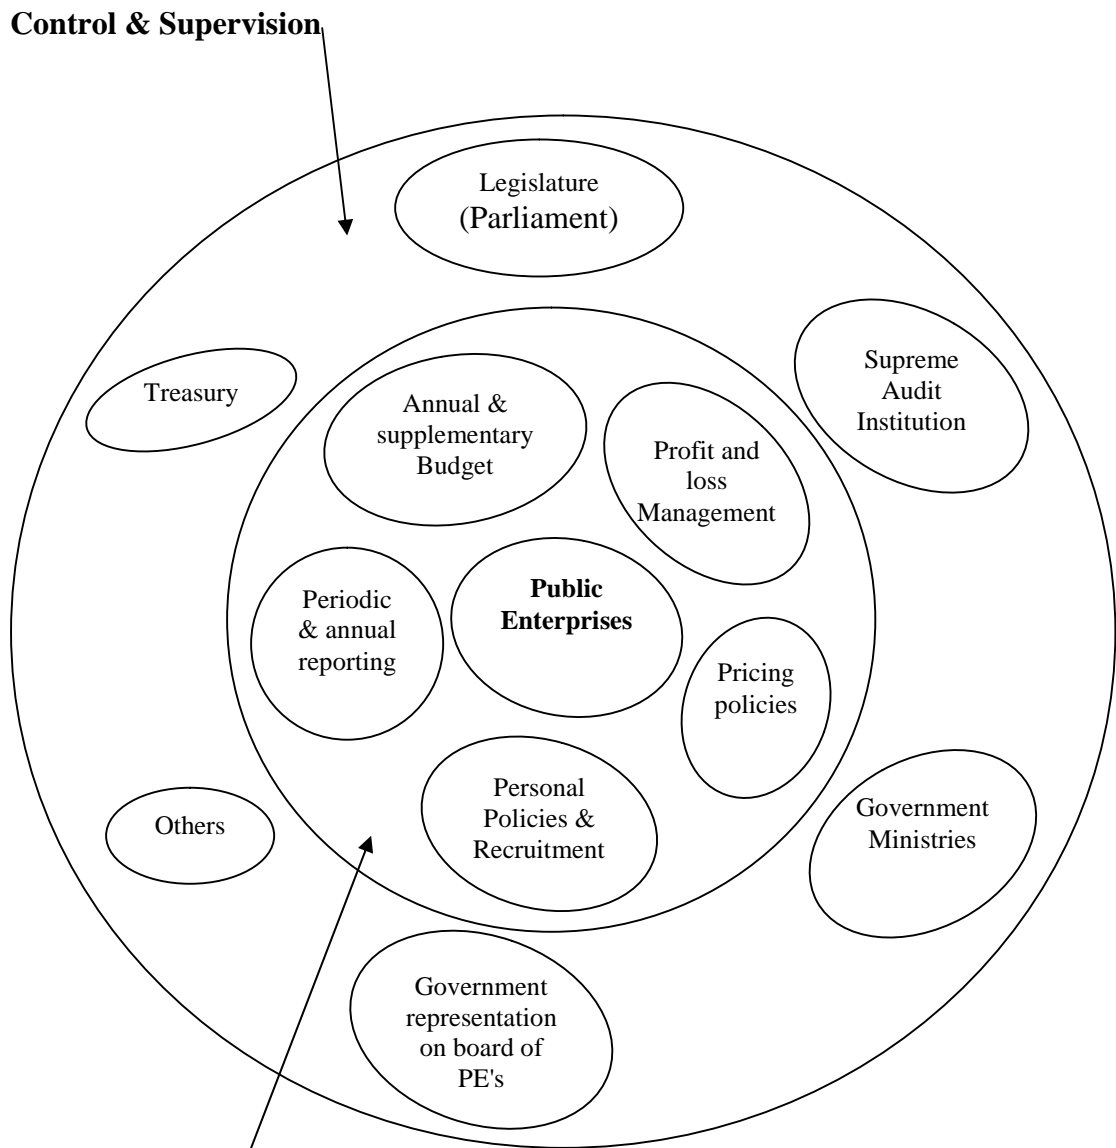 Control & Supervision
Legislature
(Parliament)
Treasury
Supreme
Audit
Institution
Annual &
supplementary
Budget
Profit and
loss
Management
Periodic
& annual
reporting
Public
Enterprises
Pricing
policies
Personal
Policies &
Recruitment
Others
Government
Ministries
Government
representation
on board of
PE's